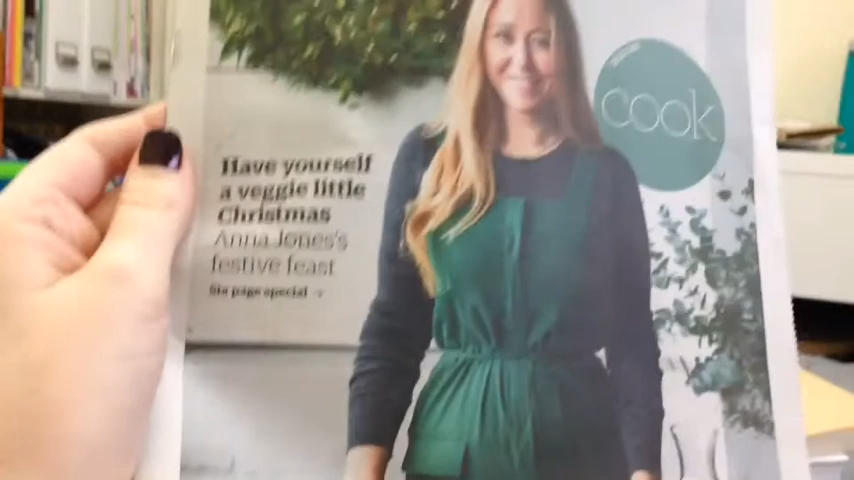 Have yourself
a veggie little
Christmas
Anna Jones's
festive feast
Six page special →
cook